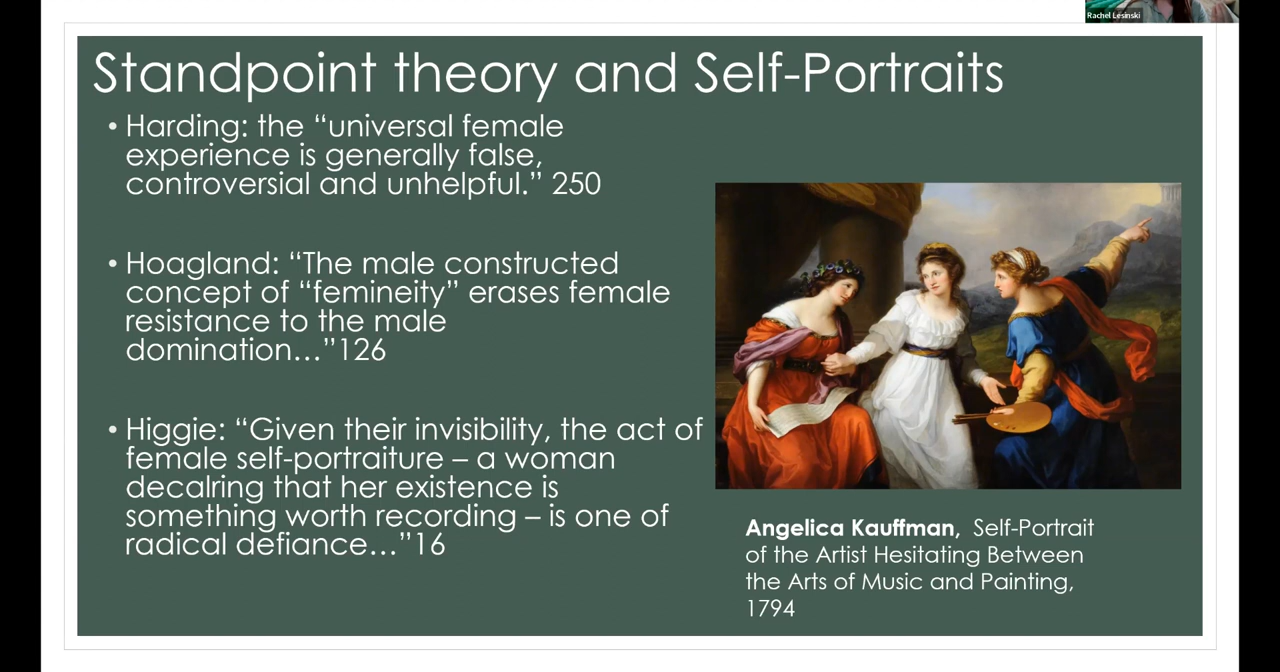 Rachel Lesinski
Standpoint theory and Self-Portraits
• Harding: the “universal female
experience is generally false,
controversial and unhelpful.” 250
• Hoagland: “The male constructed
concept of “femineity” erases female
resistance to the male
domination…”126
• Higgie: “Given their invisibility, the act of
female self-portraiture – a woman
decalring that her existence is
something worth recording – is one of
radical defiance…”16
Angelica Kauffman, Self-Portrait
of the Artist Hesitating Between
the Arts of Music and Painting,
1794